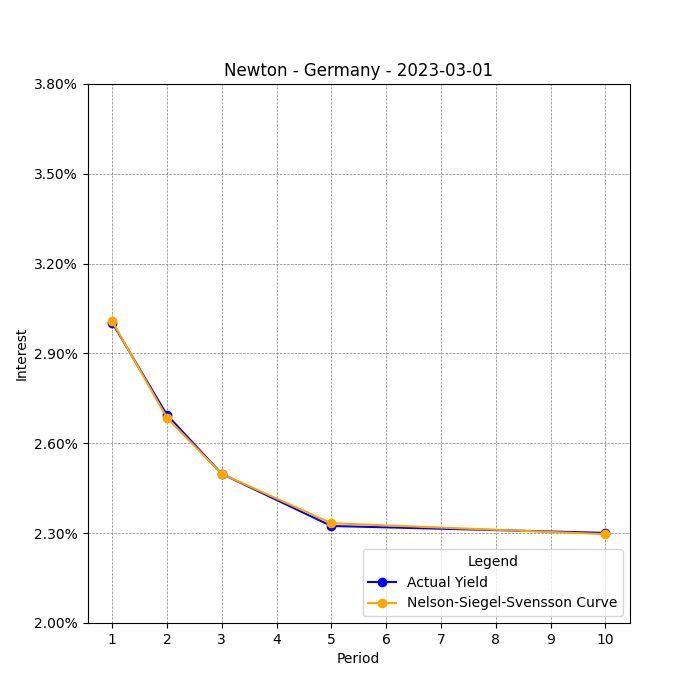 Newton - Germany - 2023-03-01
3.80%
3.50%
3.20%
2.90%
2.60%
2.30%
2.00%
Interest
1 2 3 4 5 6 7 8 9 10
Period
Legend
Actual Yield
Nelson-Siegel-Svensson Curve